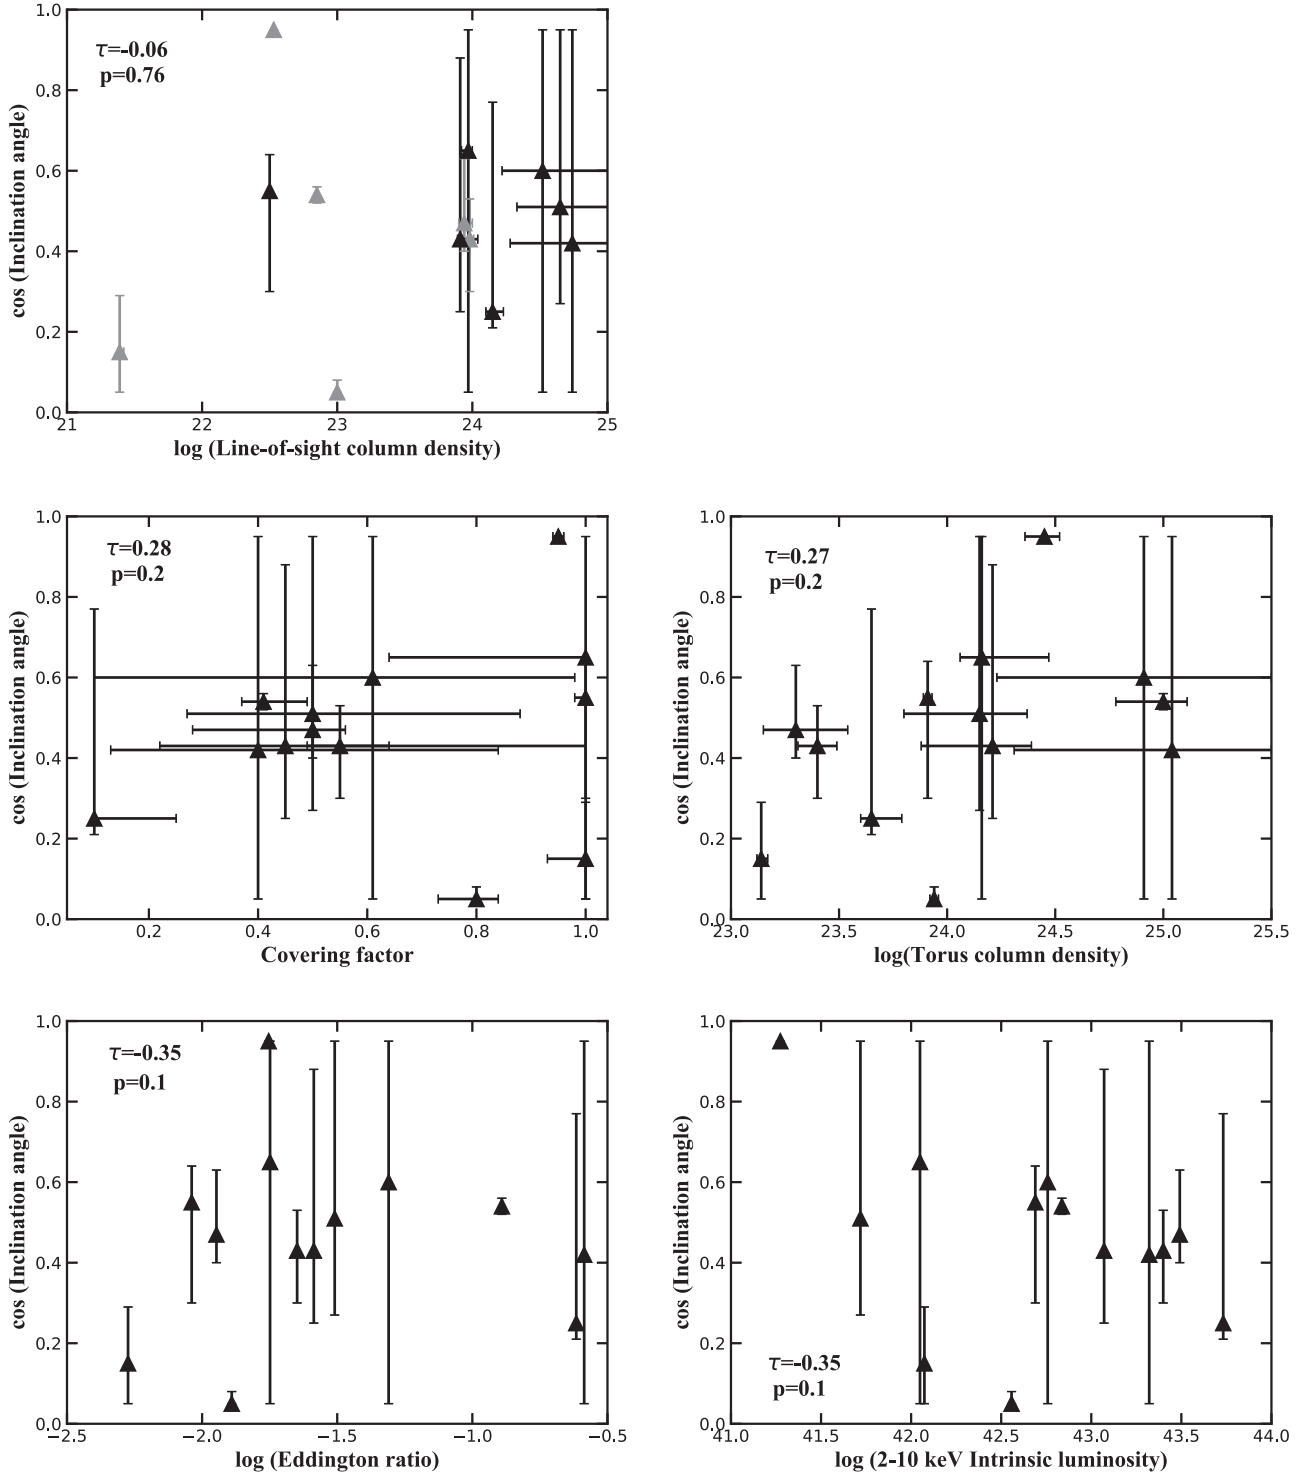 1.0
τ=-0.06
p=0.76
0.8
0.6
0.4
0.2
0.0
cos (Inclination angle)
21 22 23 24 25
log (Line-of-sight column density)
1.0
τ=0.28
p=0.2
0.8
0.6
0.4
0.2
0.0
cos (Inclination angle)
0.2 0.4 0.6 0.8 1.0
Covering factor
1.0
τ=0.27
p=0.2
0.8
0.6
0.4
0.2
0.0
cos (Inclination angle)
23.0 23.5 24.0 24.5 25.0 25.5
log(Torus column density)
1.0
τ=-0.35
p=0.1
0.8
0.6
0.4
0.2
0.0
cos (Inclination angle)
−2.5 −2.0 −1.5 −1.0 −0.5
log (Eddington ratio)
1.0
0.8
0.6
0.4
0.2
0.0
cos (Inclination angle)
τ=-0.35
p=0.1
41.0 41.5 42.0 42.5 43.0 43.5 44.0
log (2-10 keV Intrinsic luminosity)